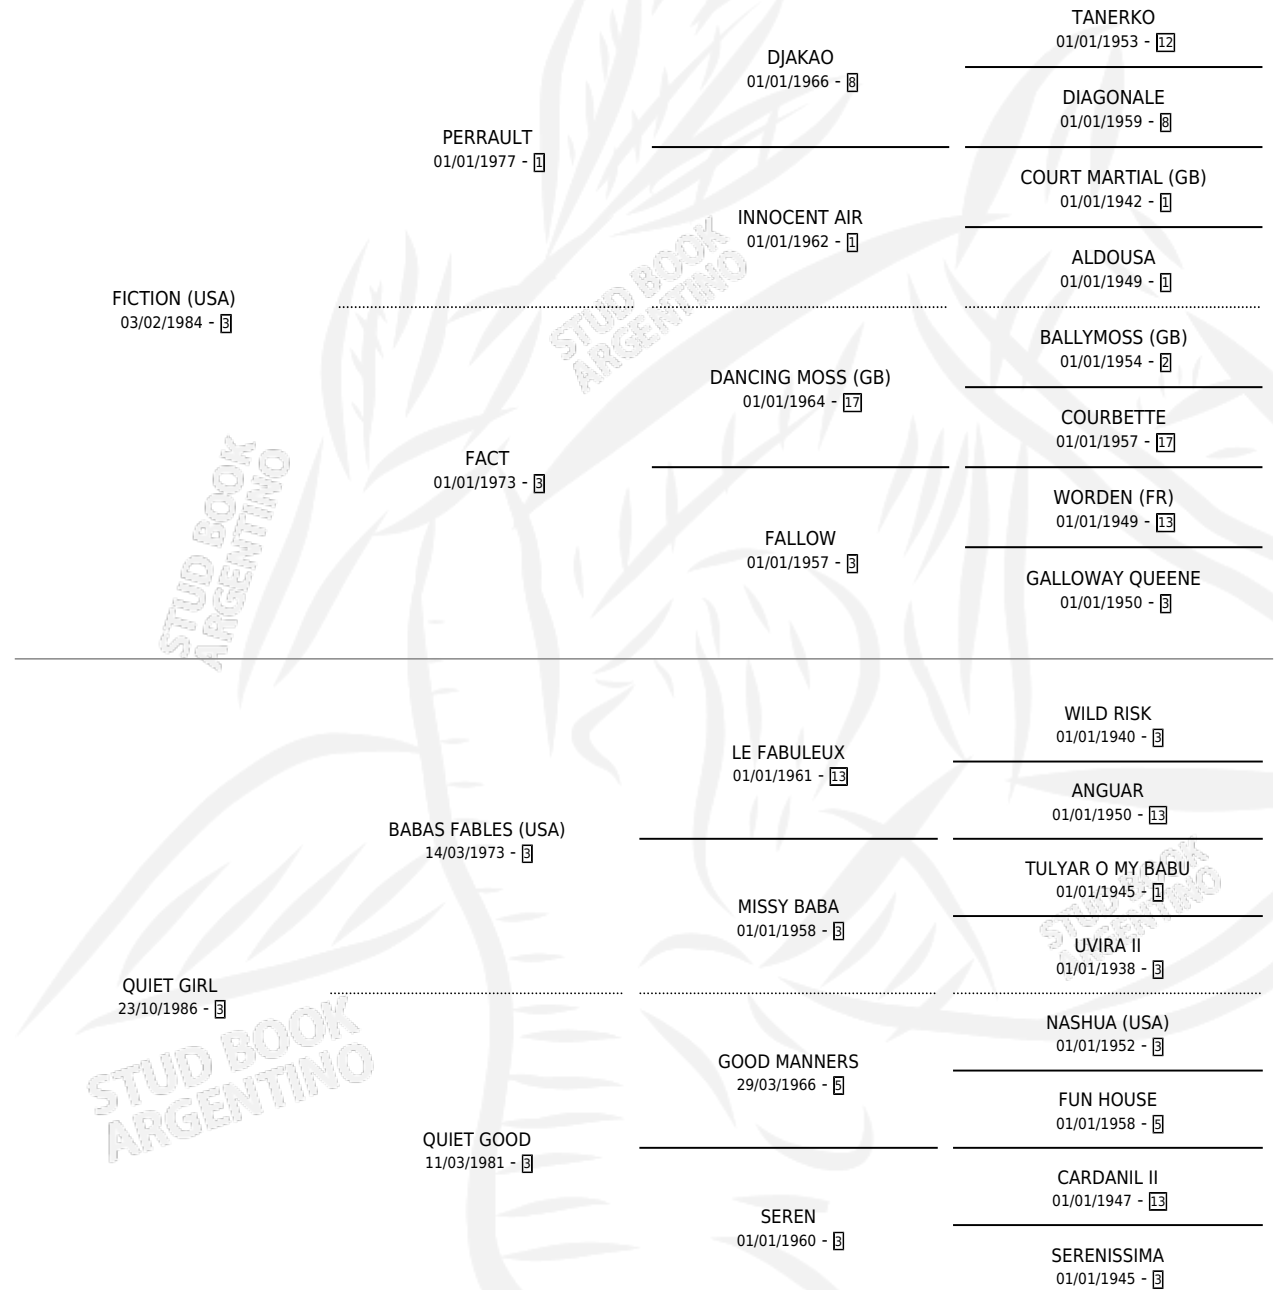 TANERKO
01/01/1953 - 12
DJAKAO
01/01/1966 - 8
DIAGONALE
01/01/1959 - 8
PERRAULT
01/01/1977 - 1
COURT MARTIAL (GB)
01/01/1942 - 1
INNOCENT AIR
01/01/1962 - 1
ALDOUSA
01/01/1949 - 1
FICTION (USA)
03/02/1984 - 3
BALLYMOSS (GB)
01/01/1954 - 2
DANCING MOSS (GB)
01/01/1964 - 17
COURBETTE
01/01/1957 - 17
FACT
01/01/1973 - 3
WORDEN (FR)
01/01/1949 - 13
FALLOW
01/01/1957 - 3
GALLOWAY QUEENE
01/01/1950 - 3
STUD BOOK
ARGENTINO
STUD BOOK
ARGENTINO
WILD RISK
01/01/1940 - 3
LE FABULEUX
01/01/1961 - 13
ANGUAR
01/01/1950 - 13
BABAS FABLES (USA)
14/03/1973 - 3
TULYAR O MY BABU
01/01/1945 - 1
MISSY BABA
01/01/1958 - 3
UVIRA II
01/01/1938 - 3
QUIET GIRL
23/10/1986 - 3
NASHUA (USA)
01/01/1952 - 3
GOOD MANNERS
29/03/1966 - 5
FUN HOUSE
01/01/1958 - 5
QUIET GOOD
11/03/1981 - 3
CARDANIL II
01/01/1947 - 13
SEREN
01/01/1960 - 3
SERENISSIMA
01/01/1945 - 3
STUD BOOK
ARGENTINO
STUD BOOK
ARGENTINO